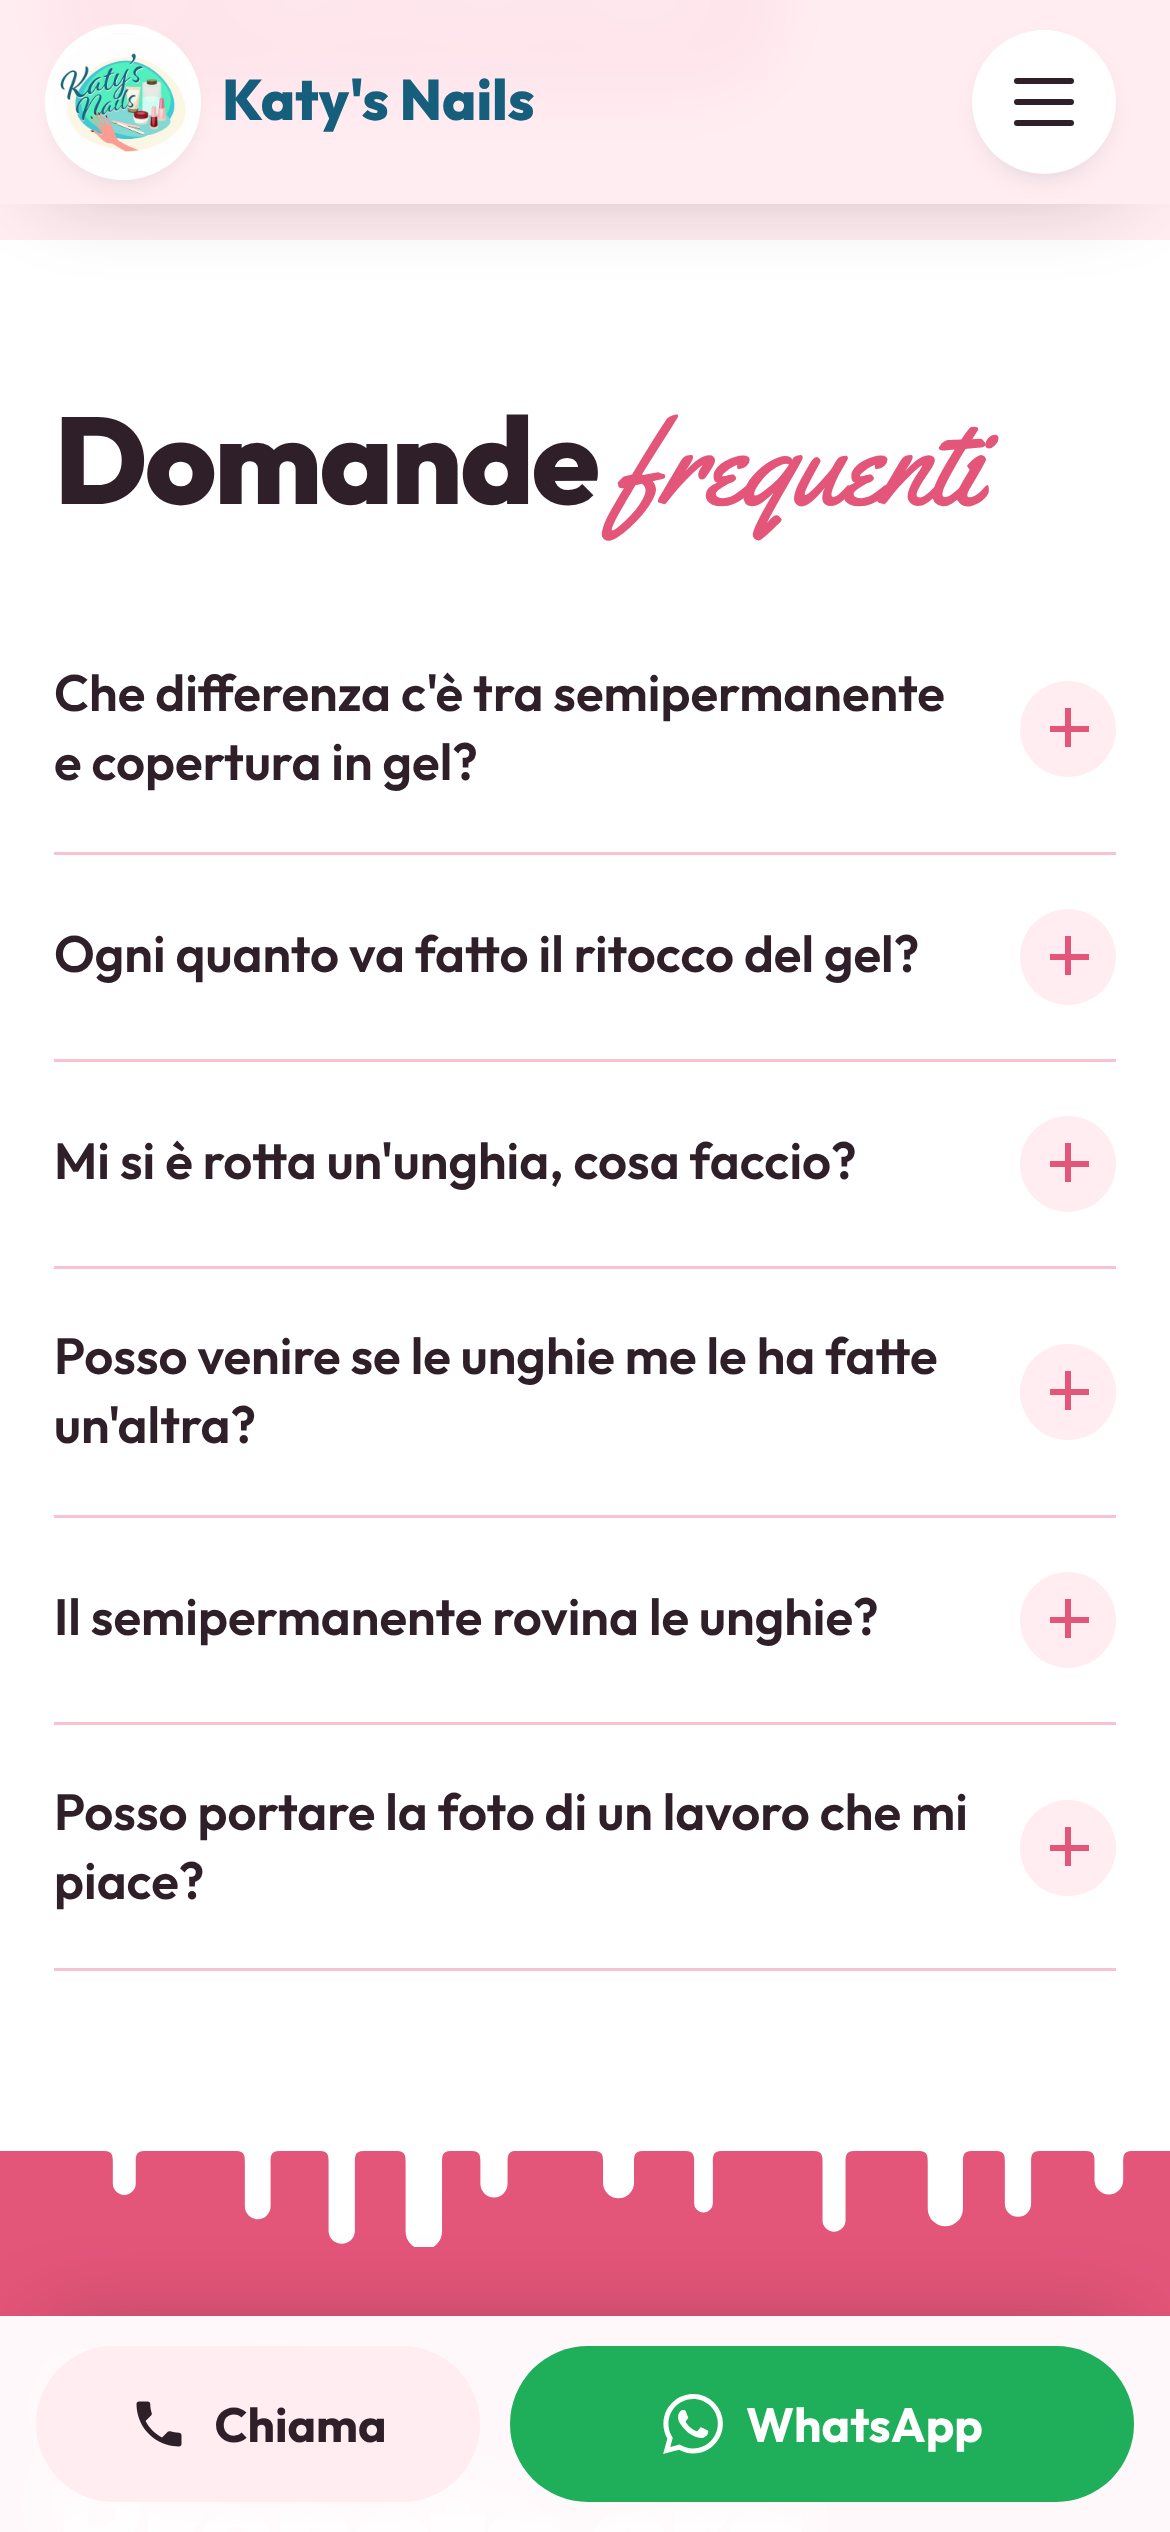 Katy's
Nails
Katy's Nails
Domande frequenti
Che differenza c'è tra semipermanente
e copertura in gel?
Ogni quanto va fatto il ritocco del gel?
Mi si è rotta un'unghia, cosa faccio?
Posso venire se le unghie me le ha fatte
un'altra?
Il semipermanente rovina le unghie?
Posso portare la foto di un lavoro che mi
piace?
Chiama
WhatsApp